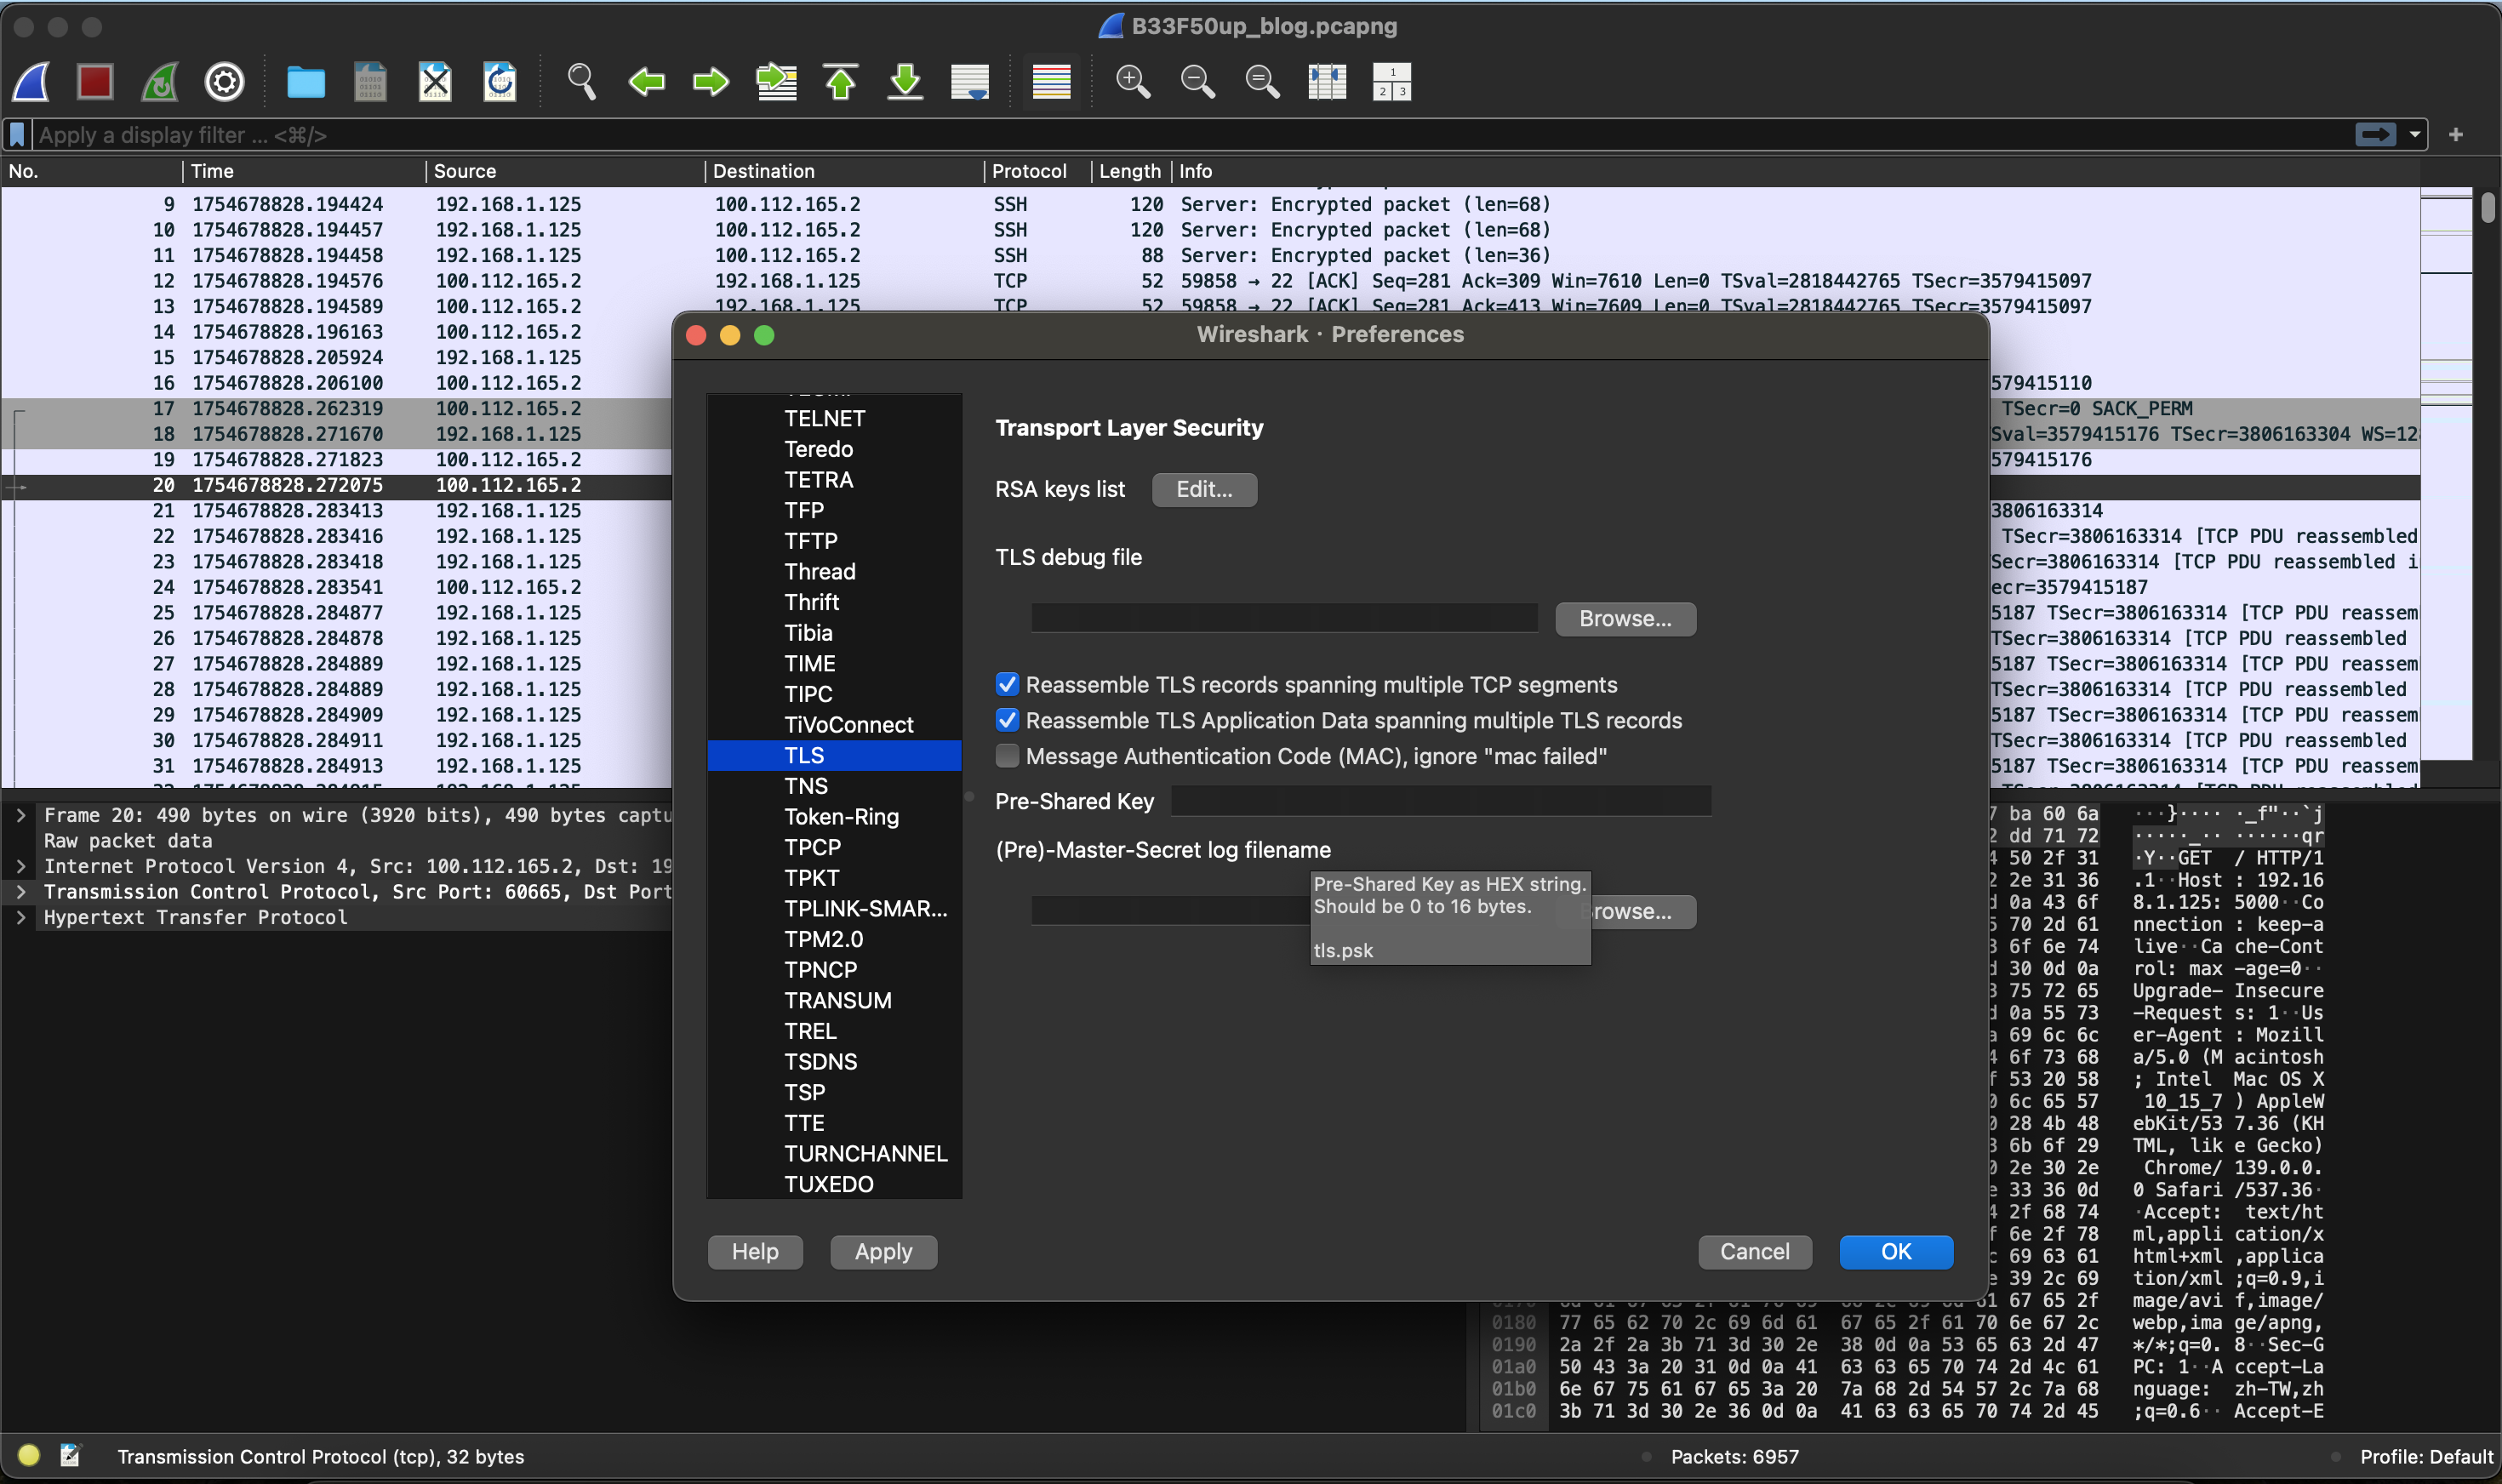 B33F50up_blog.pcapng
Apply a display filter ... <⌘/>
No. Time Source Destination Protocol Length Info
9 1754678828.194424 192.168.1.125 100.112.165.2 SSH 120 Server: Encrypted packet (len=68)
10 1754678828.194457 192.168.1.125 100.112.165.2 SSH 120 Server: Encrypted packet (len=68)
11 1754678828.194458 192.168.1.125 100.112.165.2 SSH 88 Server: Encrypted packet (len=36)
12 1754678828.194576 100.112.165.2 192.168.1.125 TCP 52 59858 → 22 [ACK] Seq=281 Ack=309 Win=7610 Len=0 TSval=2818442765 TSecr=3579415097
13 1754678828.194589 100.112.165.2 192.168.1.125 TCP 52 59858 → 22 [ACK] Seq=281 Ack=413 Win=7609 Len=0 TSval=2818442765 TSecr=3579415097
14 1754678828.196163 100.112.165.2
15 1754678828.205924 192.168.1.125
16 1754678828.206100 100.112.165.2 579415110
17 1754678828.262319 100.112.165.2 TSecr=0 SACK_PERM
18 1754678828.271670 192.168.1.125 Sval=3579415176 TSecr=3806163304 WS=12
19 1754678828.271823 100.112.165.2 579415176
20 1754678828.272075 100.112.165.2
21 1754678828.283413 192.168.1.125 3806163314
22 1754678828.283416 192.168.1.125 TSecr=3806163314 [TCP PDU reassembled
23 1754678828.283418 192.168.1.125 Secr=3806163314 [TCP PDU reassembled i
24 1754678828.283541 100.112.165.2 ecr=3579415187
25 1754678828.284877 192.168.1.125 5187 TSecr=3806163314 [TCP PDU reassem
26 1754678828.284878 192.168.1.125 TSecr=3806163314 [TCP PDU reassembled
27 1754678828.284889 192.168.1.125 5187 TSecr=3806163314 [TCP PDU reassem
28 1754678828.284889 192.168.1.125 TSecr=3806163314 [TCP PDU reassembled
29 1754678828.284909 192.168.1.125 5187 TSecr=3806163314 [TCP PDU reassem
30 1754678828.284911 192.168.1.125 TSecr=3806163314 [TCP PDU reassembled
31 1754678828.284913 192.168.1.125 5187 TSecr=3806163314 [TCP PDU reassem
Wireshark · Preferences
TELNET
Teredo
TETRA
TFP
TFTP
Thread
Thrift
Tibia
TIME
TIPC
TiVoConnect
TLS
TNS
Token-Ring
TPCP
TPKT
TPLINK-SMAR...
TPM2.0
TPNCP
TRANSUM
TREL
TSDNS
TSP
TTE
TURNCHANNEL
TUXEDO
Transport Layer Security
RSA keys list Edit...
TLS debug file
Browse...
Reassemble TLS records spanning multiple TCP segments
Reassemble TLS Application Data spanning multiple TLS records
Message Authentication Code (MAC), ignore "mac failed"
Pre-Shared Key
(Pre)-Master-Secret log filename
Pre-Shared Key as HEX string.
Should be 0 to 16 bytes.
tls.psk
rowse...
Help Apply Cancel OK
Frame 20: 490 bytes on wire (3920 bits), 490 bytes captu
Raw packet data
Internet Protocol Version 4, Src: 100.112.165.2, Dst: 19
Transmission Control Protocol, Src Port: 60665, Dst Port
Hypertext Transfer Protocol
7 ba 60 6a ···}···· ·_f"··`j
2 dd 71 72 ·····_·· ······qr
50 2f 31 ·Y··GET / HTTP/1
2 2e 31 36 .1··Host : 192.16
d 0a 43 6f 8.1.125: 5000··Co
70 2d 61 nnection : keep-a
3 6f 6e 74 live··Ca che-Cont
d 30 0d 0a rol: max -age=0··
3 75 72 65 Upgrade- Insecure
d 0a 55 73 -Request s: 1··Us
69 6c 6c er-Agent : Mozill
6f 73 68 a/5.0 (M acintosh
f 53 20 58 ; Intel Mac OS X
6c 65 57 10_15_7 ) AppleW
28 4b 48 ebKit/53 7.36 (KH
6b 6f 29 TML, lik e Gecko)
2e 30 2e Chrome/ 139.0.0.
33 36 0d 0 Safari /537.36·
2f 68 74 ·Accept: text/ht
f 6e 2f 78 ml,appli cation/x
69 63 61 html+xml ,applica
39 2c 69 tion/xml ;q=0.9,i
61 67 65 2f mage/avi f,image/
0180 77 65 62 70 2c 69 6d 61 67 65 2f 61 70 6e 67 2c webp,ima ge/apng,
0190 2a 2f 2a 3b 71 3d 30 2e 38 0d 0a 53 65 63 2d 47 */*;q=0. 8··Sec-G
01a0 50 43 3a 20 31 0d 0a 41 63 63 65 70 74 2d 4c 61 PC: 1··A ccept-La
01b0 6e 67 75 61 67 65 3a 20 7a 68 2d 54 57 2c 7a 68 nguage: zh-TW,zh
01c0 3b 71 3d 30 2e 36 0d 0a 41 63 63 65 70 74 2d 45 ;q=0.6·· Accept-E
Transmission Control Protocol (tcp), 32 bytes
Packets: 6957
Profile: Default